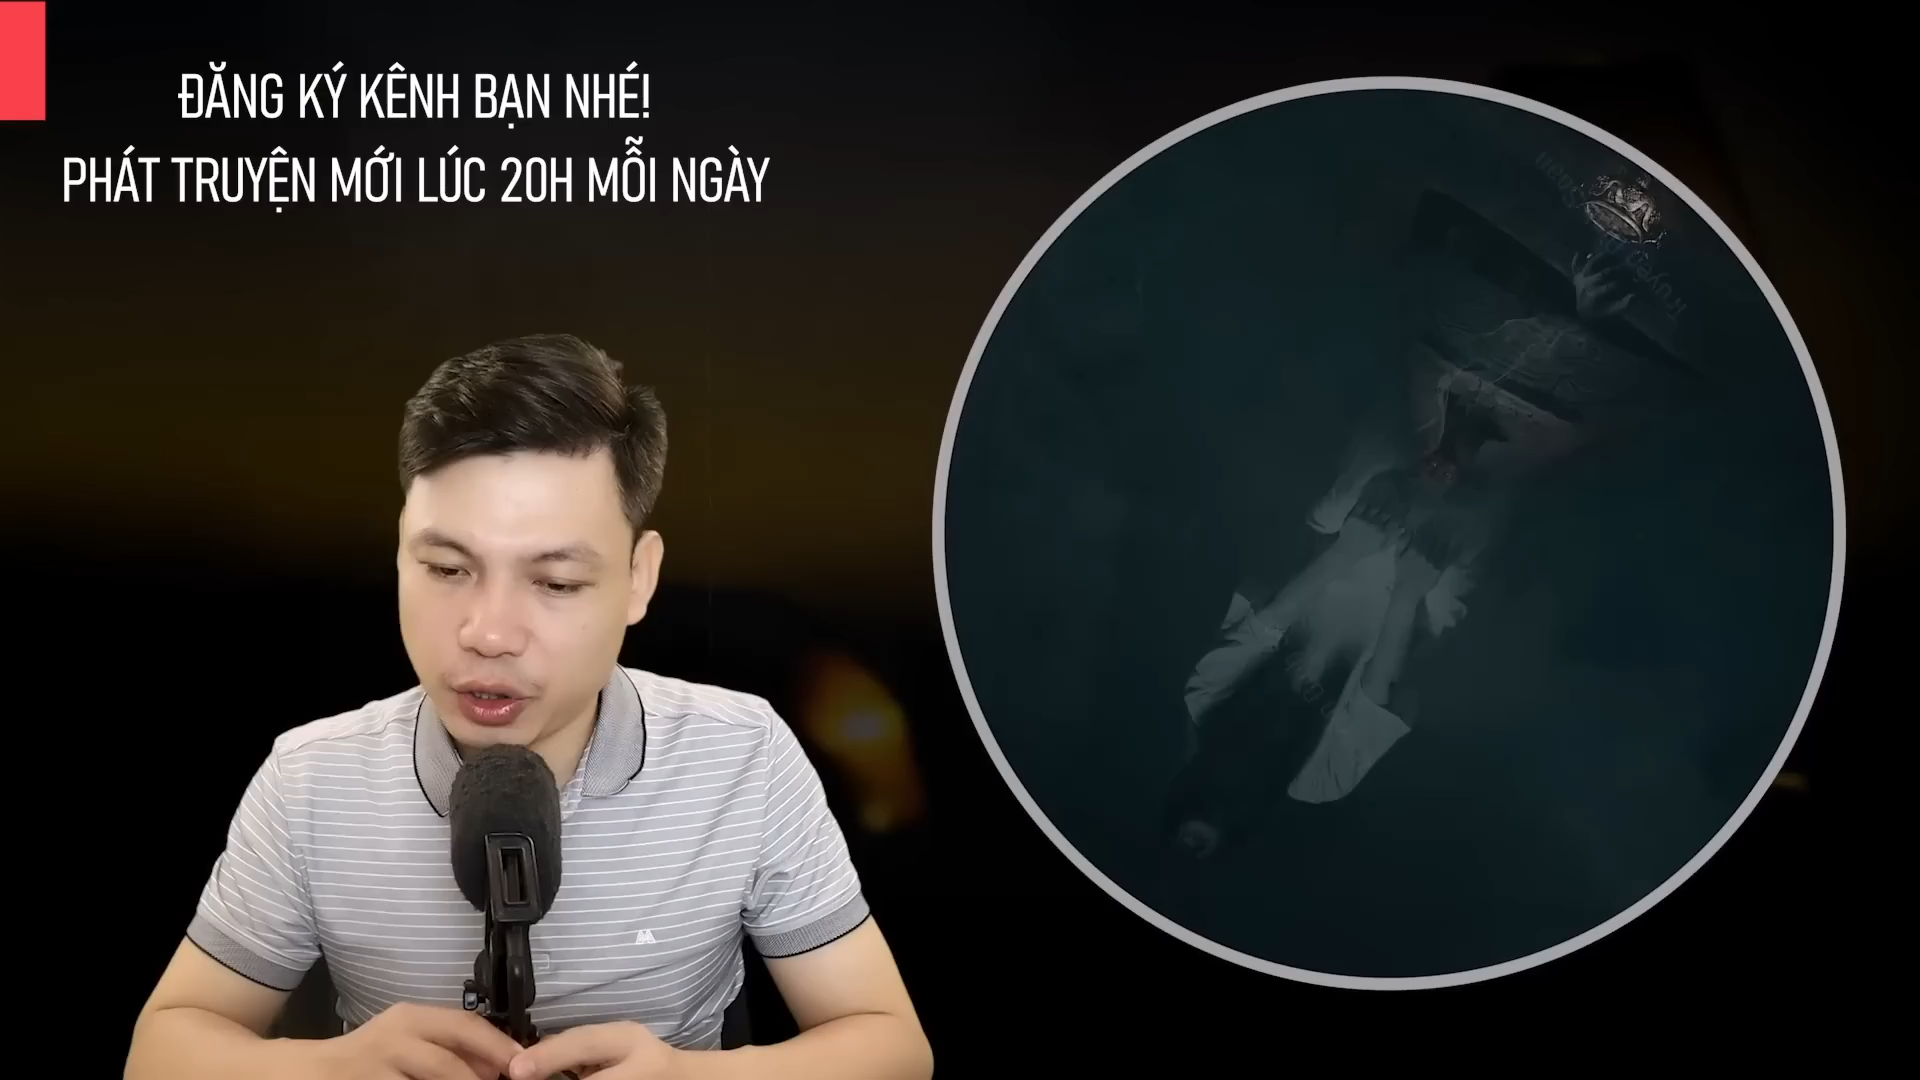 ĐĂNG KÝ KÊNH BẠN NHÉ!
PHÁT TRUYỆN MỚI LÚC 20H MỖI NGÀY